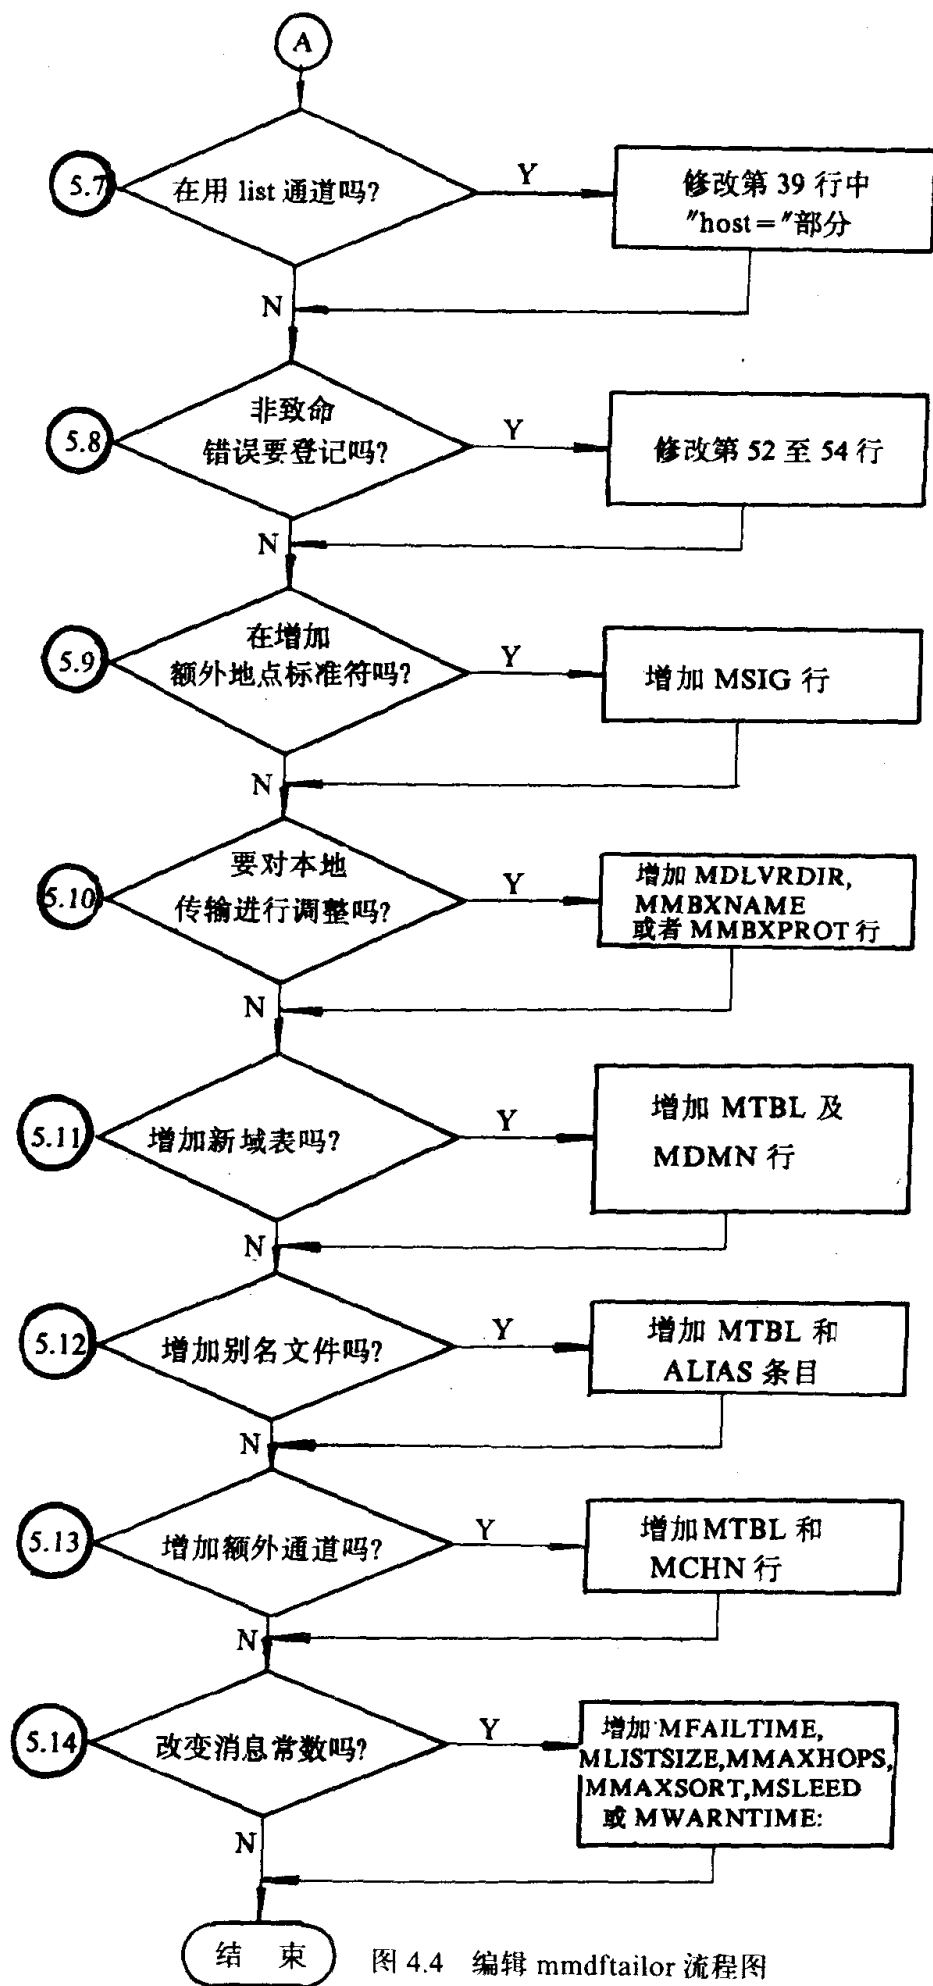 A
5.7
在用 list 通道吗?
Y
修改第 39 行中
"host="部分
N
5.8
非致命
错误要登记吗?
Y
修改第 52 至 54 行
N
5.9
在增加
额外地点标准符吗?
Y
增加 MSIG 行
N
5.10
要对本地
传输进行调整吗?
Y
增加 MDLVRDIR,
MMBXNAME
或者 MMBXPROT 行
N
5.11
增加新域表吗?
Y
增加 MTBL 及
MDMN 行
N
5.12
增加别名文件吗?
Y
增加 MTBL 和
ALIAS 条目
N
5.13
增加额外通道吗?
Y
增加 MTBL 和
MCHN 行
N
5.14
改变消息常数吗?
Y
增加 MFAILTIME,
MLISTSIZE,MMAXHOPS,
MMAXSORT,MSLEED
或 MWARNTIME:
N
结 束
图 4.4 编辑 mmdftailor 流程图